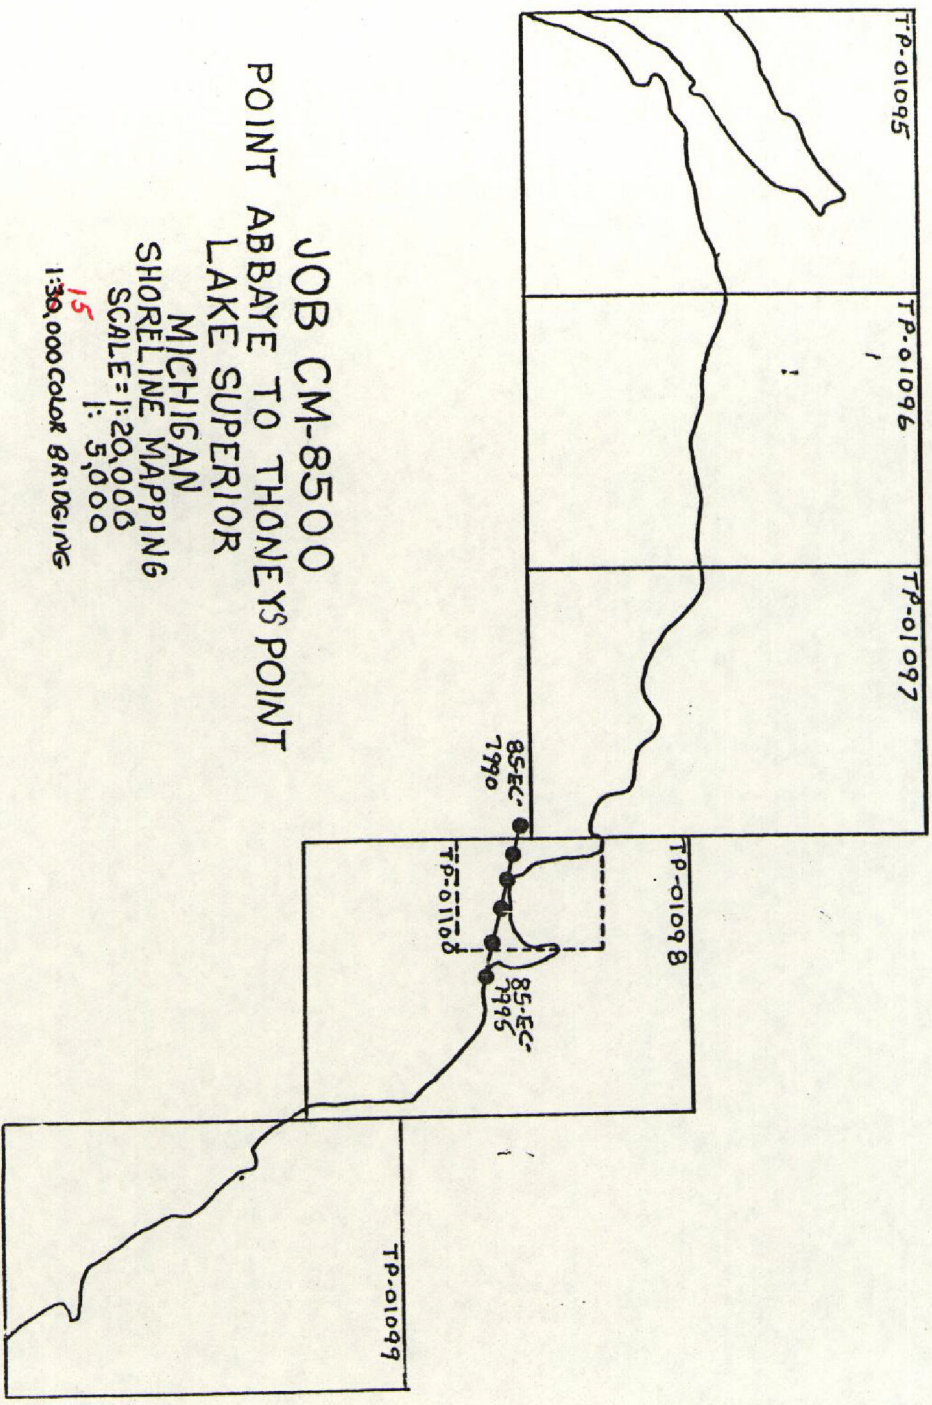 TP-01095
TP-01096
TP-01097
TP-01098
TP-01100
TP-01099
85-EC-
7990
85-EC-
7995
JOB CM-8500
POINT ABBAYE TO THONEYS POINT
LAKE SUPERIOR
MICHIGAN
SHORELINE MAPPING
SCALE=1:20,000
1: 5,000
15
1:30,000 COLOR BRIDGING